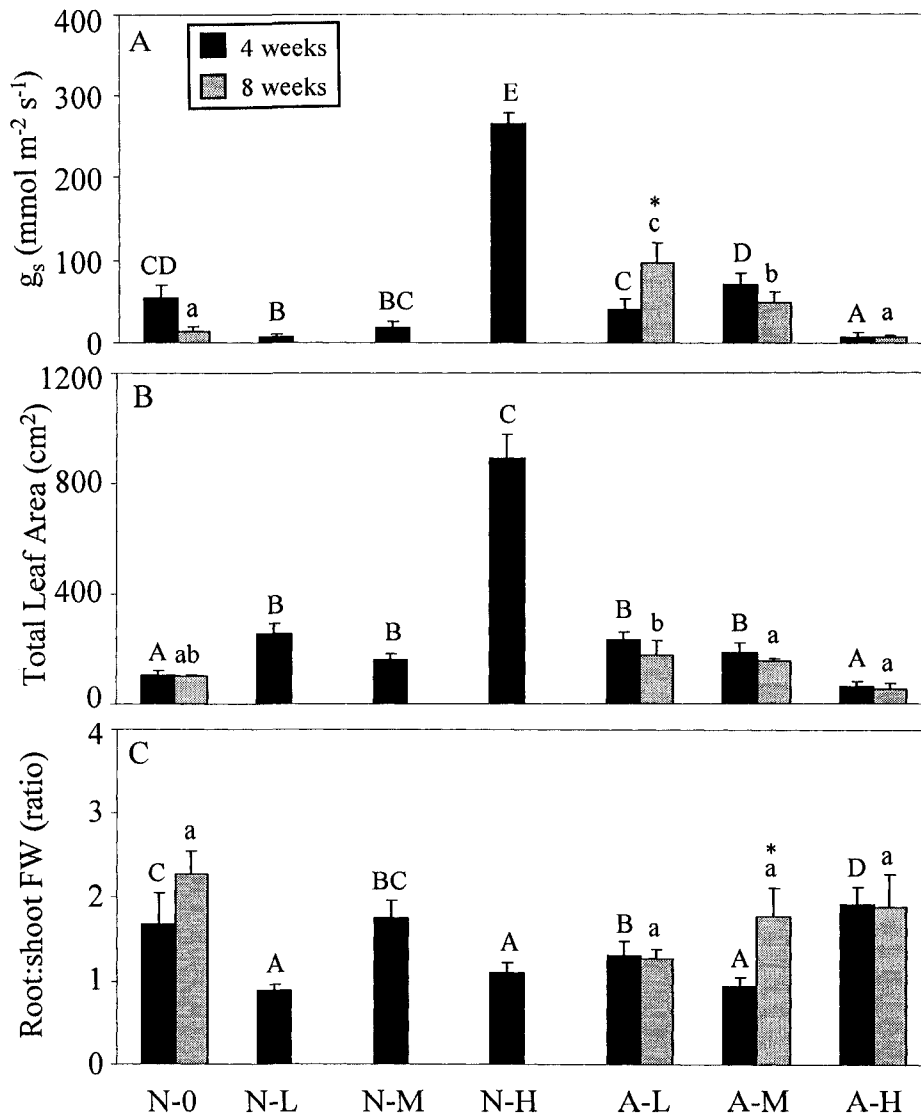 A
4 weeks
8 weeks
g_s (mmol m⁻² s⁻¹)
400
300
200
100
0
CD a B BC E C * c D b A a
B
Total Leaf Area (cm²)
1200
800
400
0
A ab B B C B b B a A a
C
Root:shoot FW (ratio)
4
3
2
1
0
C a A BC A B a A * a D a
N-0 N-L N-M N-H A-L A-M A-H